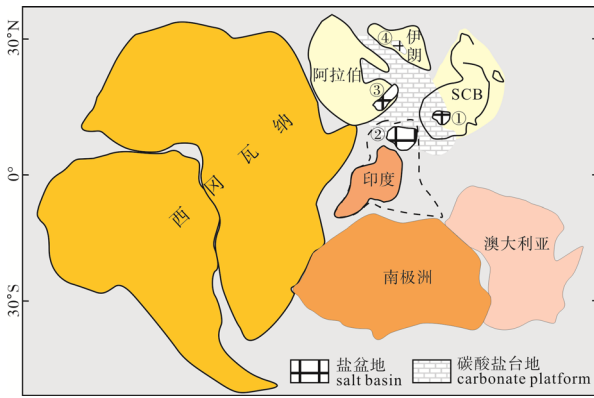 30°N
0°
30°S
西冈瓦纳
阿拉伯
④ 伊朗
③
SCB
①
②
印度
南极洲
澳大利亚
盐盆地
salt basin
碳酸盐台地
carbonate platform